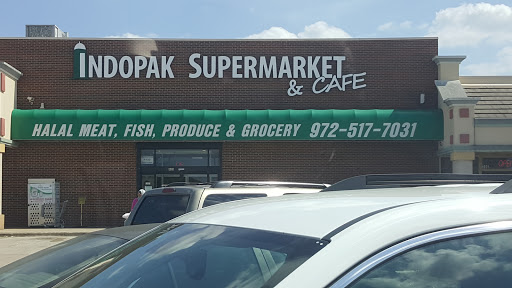 INDOPAK SUPERMARKET
& CAFE
HALAL MEAT, FISH, PRODUCE & GROCERY 972-517-7031